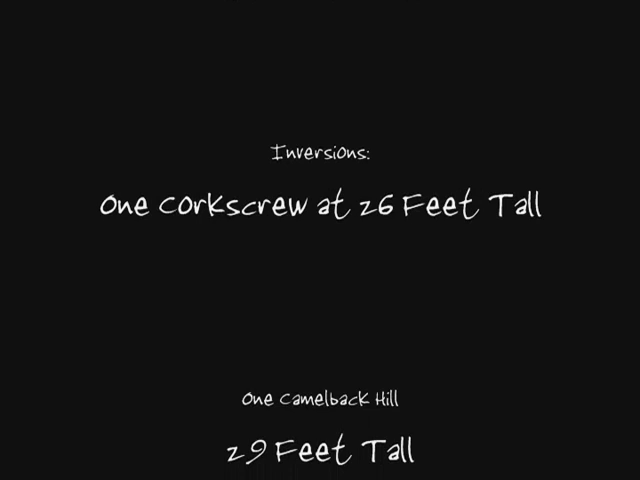 Inversions:
One Corkscrew at 26 Feet Tall
One Camelback Hill
29 Feet Tall